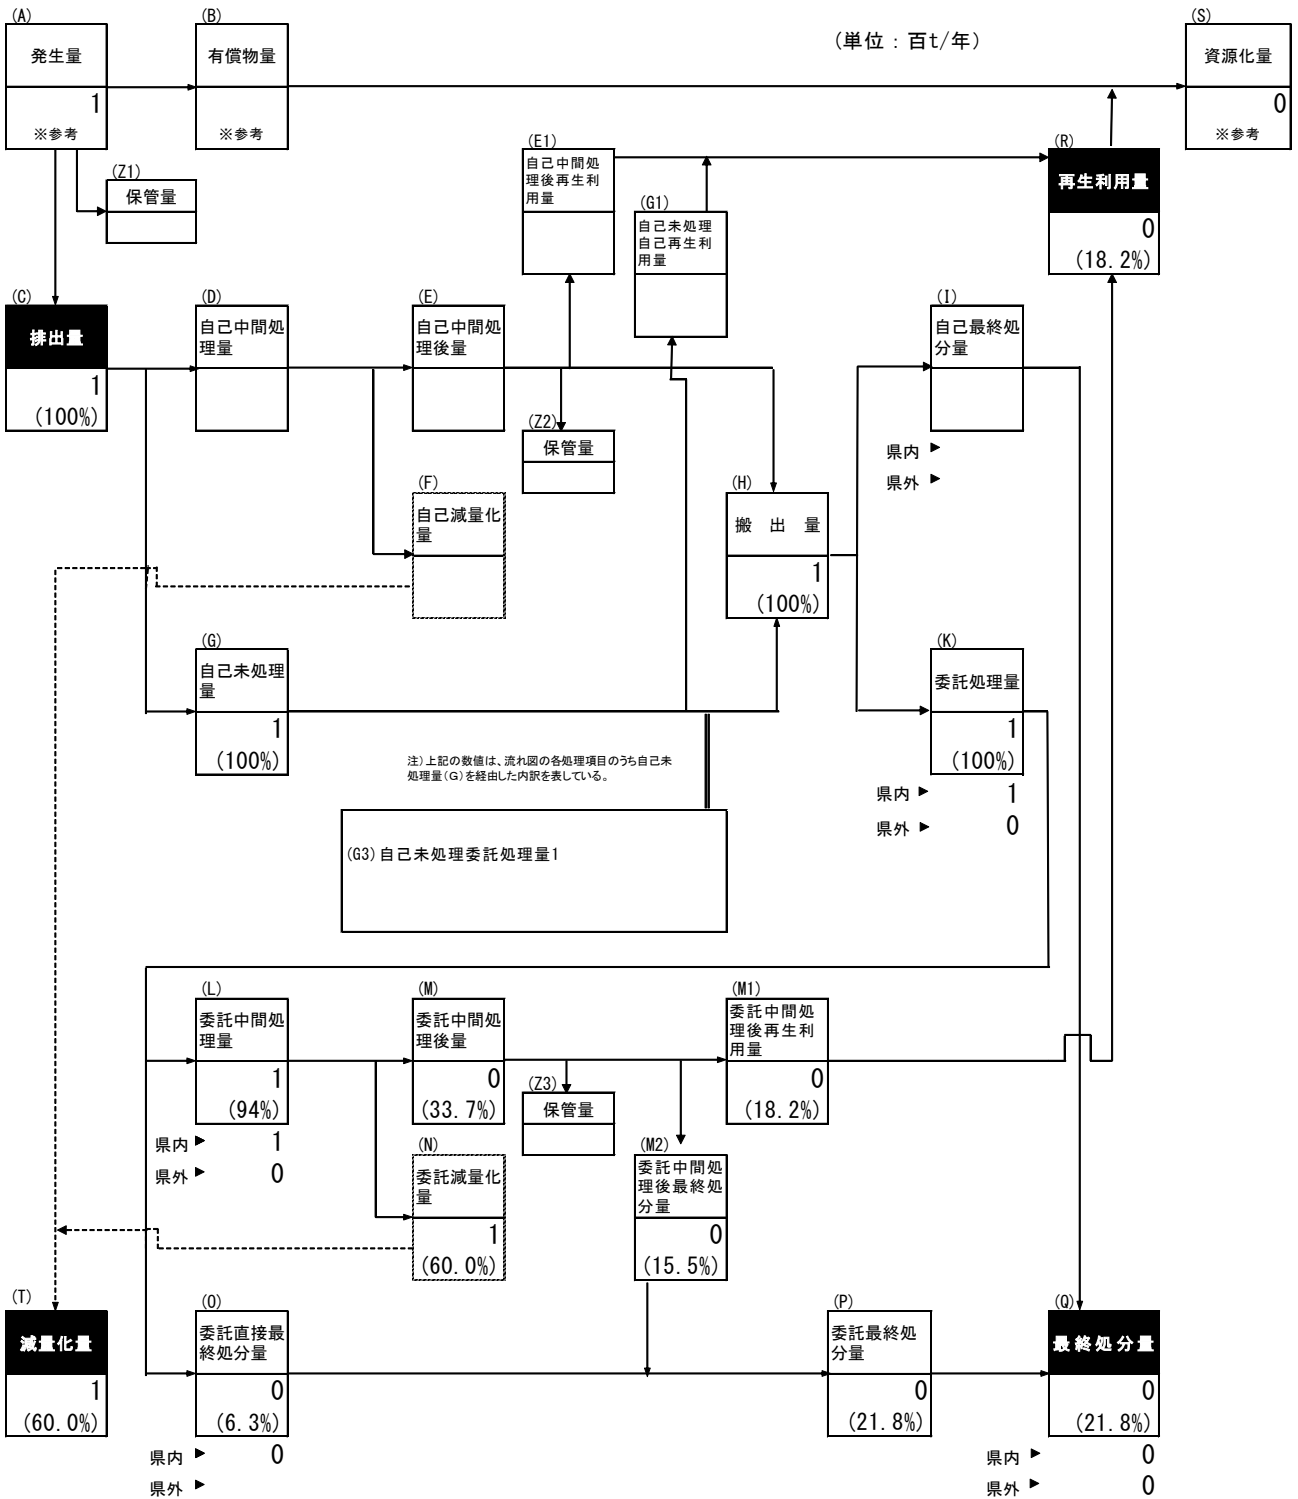 (A)
発生量
1
※参考
(B)
有償物量
※参考
(単位：百t/年)
(S)
資源化量
0
※参考
(Z1)
保管量
(E1)
自己中間処
理後再生利
用量
(G1)
自己未処理
自己再生利
用量
(R)
再生利用量
0
(18.2%)
(C)
排出量
1
(100%)
(D)
自己中間処
理量
(E)
自己中間処
理後量
(Z2)
保管量
(I)
自己最終処
分量
県内
県外
(F)
自己減量化
量
(H)
搬　出　量
1
(100%)
(G)
自己未処理
量
1
(100%)
(K)
委託処理量
1
(100%)
県内 1
県外 0
注)上記の数値は、流れ図の各処理項目のうち自己未
処理量(G)を経由した内訳を表している。
(G3)自己未処理委託処理量1
(L)
委託中間処
理量
1
(94%)
県内 1
県外 0
(M)
委託中間処
理後量
0
(33.7%)
(Z3)
保管量
(M1)
委託中間処
理後再生利
用量
0
(18.2%)
(N)
委託減量化
量
1
(60.0%)
(M2)
委託中間処
理後最終処
分量
0
(15.5%)
(T)
減量化量
1
(60.0%)
(O)
委託直接最
終処分量
0
(6.3%)
県内 0
県外
(P)
委託最終処
分量
0
(21.8%)
(Q)
最終処分量
0
(21.8%)
県内 0
県外 0